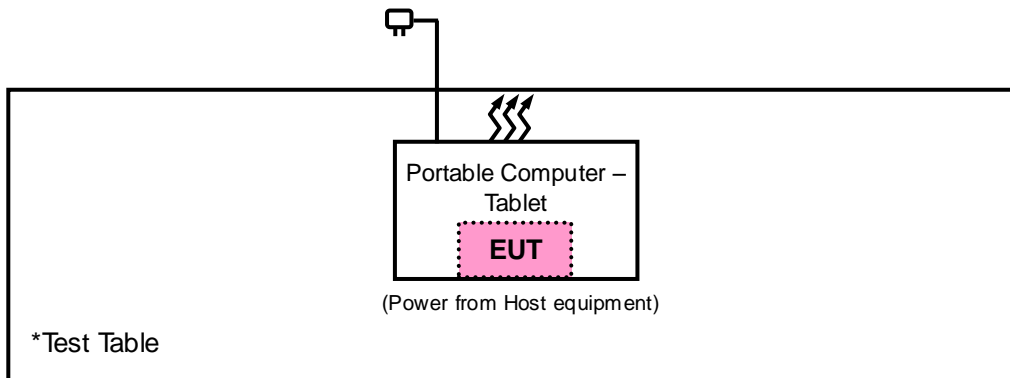 Portable Computer –
Tablet
EUT
(Power from Host equipment)
*Test Table